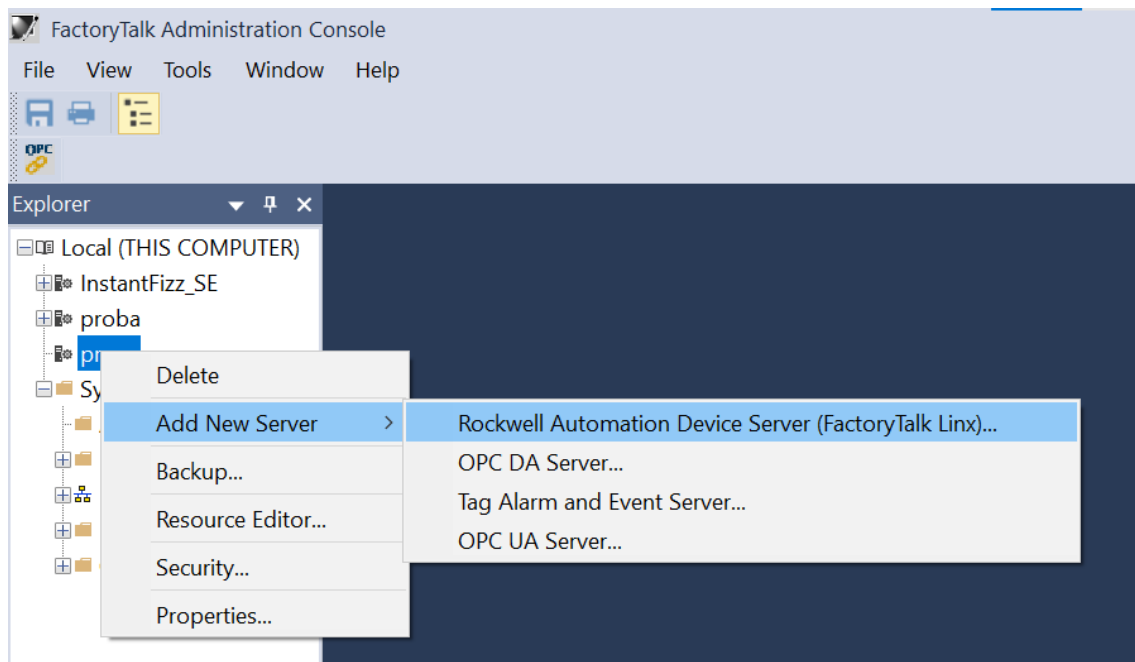 FactoryTalk Administration Console
File View Tools Window Help
OPC
Explorer
Local (THIS COMPUTER)
InstantFizz_SE
proba
Delete
Add New Server
Backup...
Resource Editor...
Security...
Properties...
Rockwell Automation Device Server (FactoryTalk Linx)...
OPC DA Server...
Tag Alarm and Event Server...
OPC UA Server...